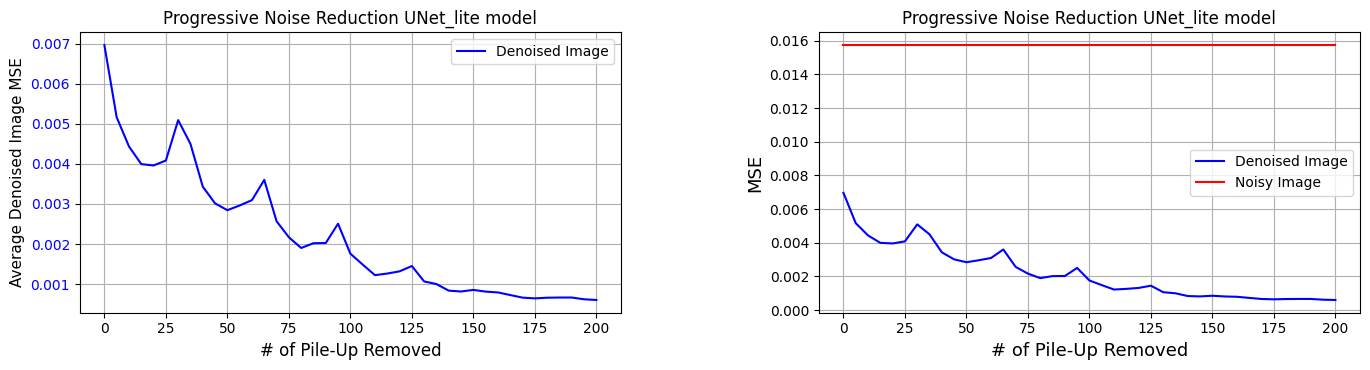 Progressive Noise Reduction UNet_lite model
Average Denoised Image MSE
0.007
0.006
0.005
0.004
0.003
0.002
0.001
Denoised Image
0 25 50 75 100 125 150 175 200
# of Pile-Up Removed
Progressive Noise Reduction UNet_lite model
MSE
0.016
0.014
0.012
0.010
0.008
0.006
0.004
0.002
0.000
Denoised Image
Noisy Image
0 25 50 75 100 125 150 175 200
# of Pile-Up Removed